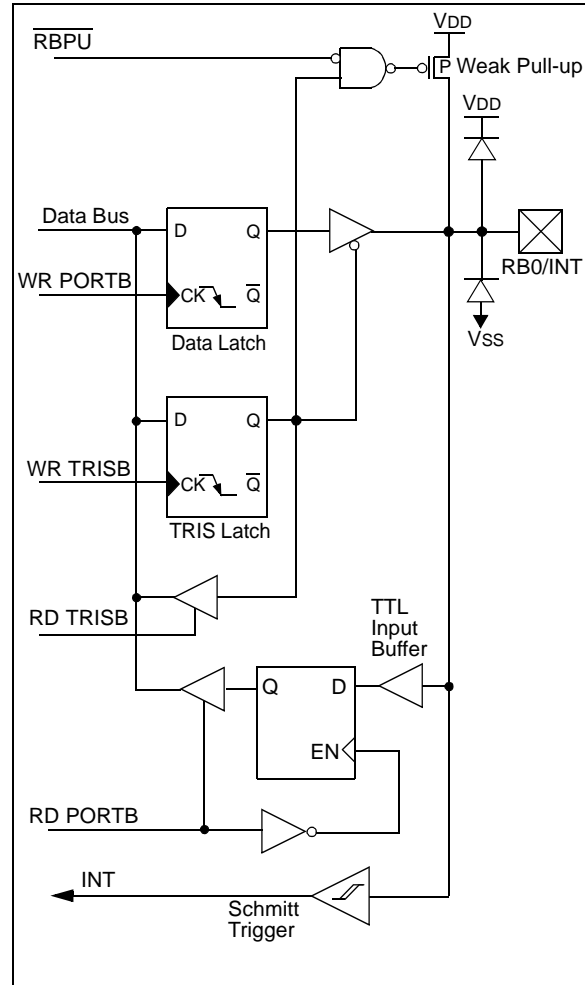 VDD
R̅B̅P̅U̅
P Weak Pull-up
VDD
Data Bus
D Q
RB0/INT
WR PORTB
CK Q̅
VSS
Data Latch
D Q
WR TRISB
CK Q̅
TRIS Latch
RD TRISB
TTL
Input
Buffer
Q D
EN
RD PORTB
INT
Schmitt
Trigger